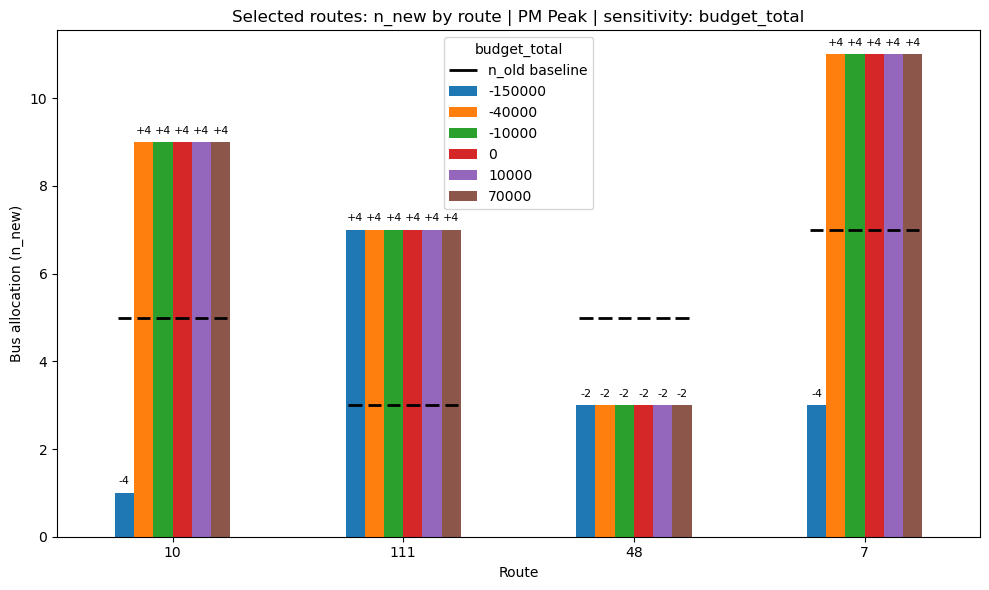 Selected routes: n_new by route | PM Peak | sensitivity: budget_total
budget_total
n_old baseline
-150000
-40000
-10000
0
10000
70000
+4 +4 +4 +4 +4
+4 +4 +4 +4 +4
+4 +4 +4 +4 +4 +4
-2 -2 -2 -2 -2 -2
-4
-4
Bus allocation (n_new)
10
8
6
4
2
0
10 111 48 7
Route